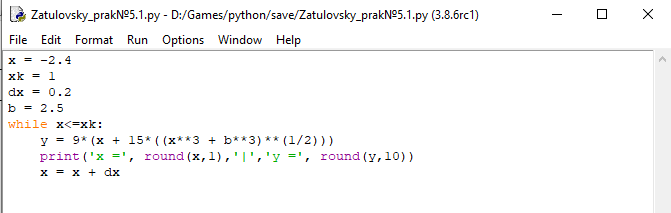 Zatulovsky_prak№5.1.py - D:/Games/python/save/Zatulovsky_prak№5.1.py (3.8.6rc1)
File Edit Format Run Options Window Help
x = -2.4
xk = 1
dx = 0.2
b = 2.5
while x<=xk:
    y = 9*(x + 15*((x**3 + b**3)**(1/2)))
    print('x =', round(x,1),'|','y =', round(y,10))
    x = x + dx